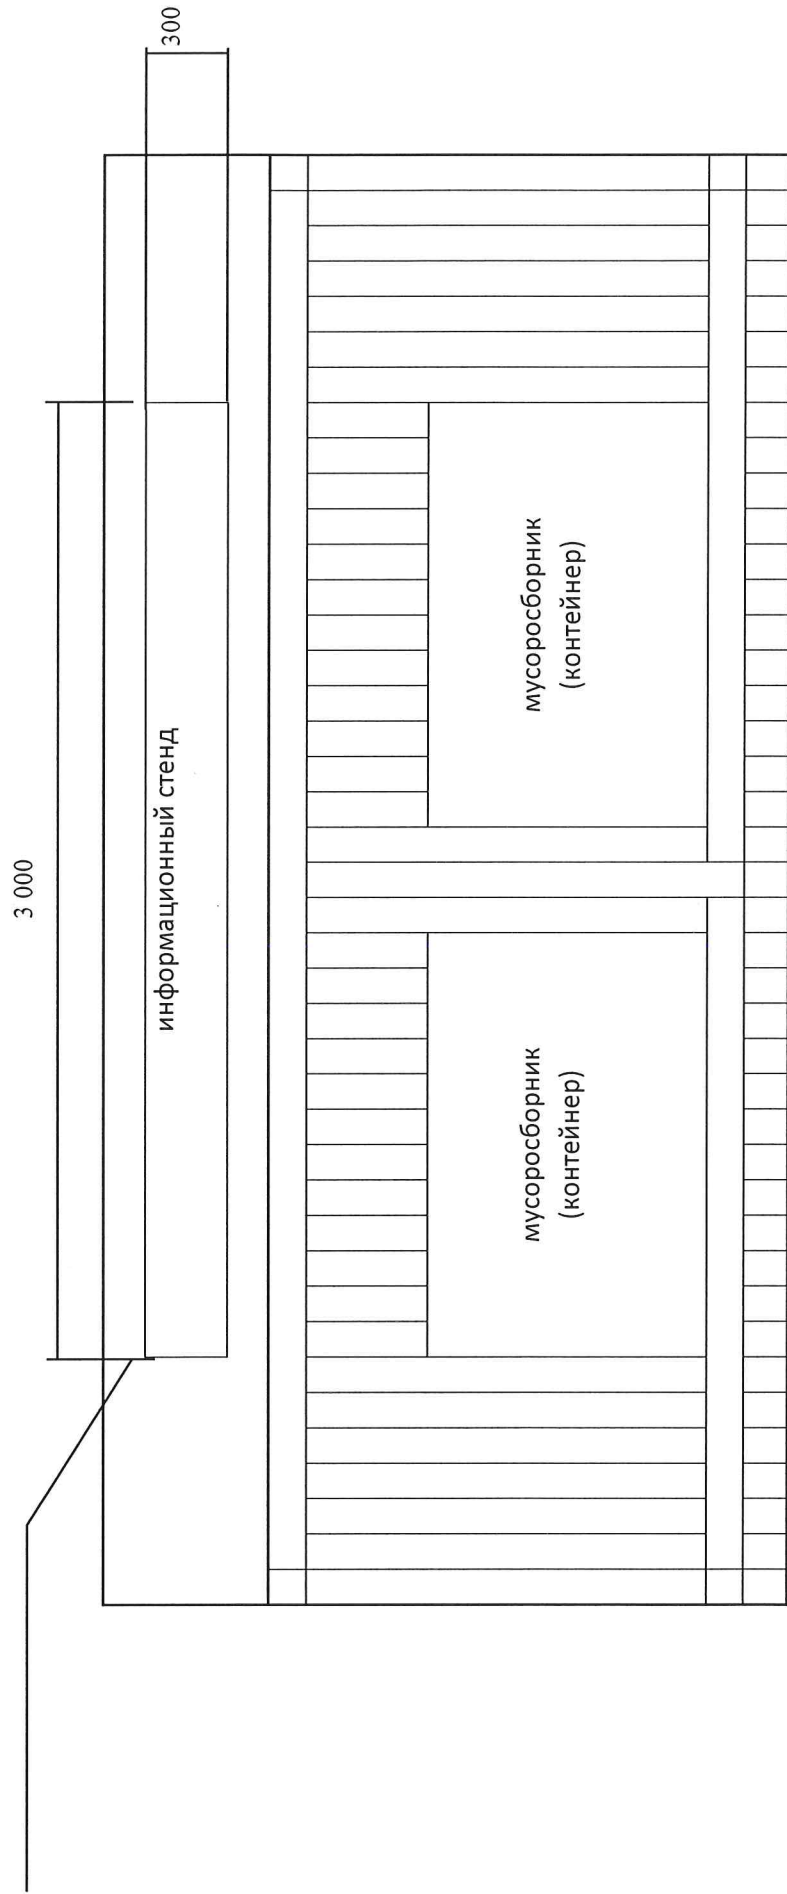 3 000
300
информационный стенд
мусоросборник
(контейнер)
мусоросборник
(контейнер)